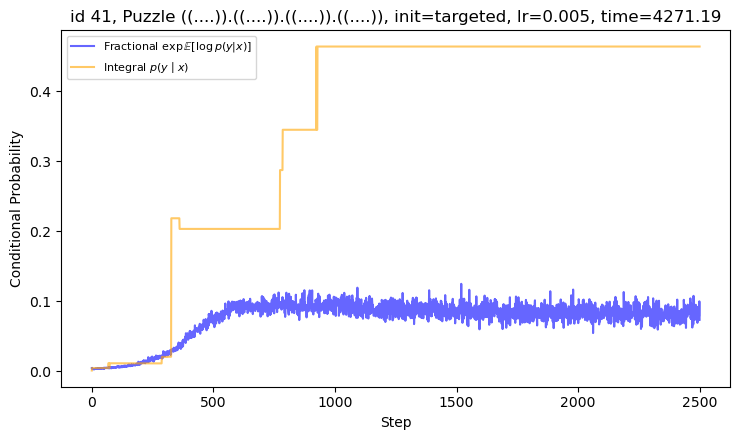 id 41, Puzzle ((....)).((....)).((....)).((....)), init=targeted, lr=0.005, time=4271.19
Fractional exp𝔼[log p(y|x)]
Integral p(y | x)
Conditional Probability
0.4
0.3
0.2
0.1
0.0
0 500 1000 1500 2000 2500
Step